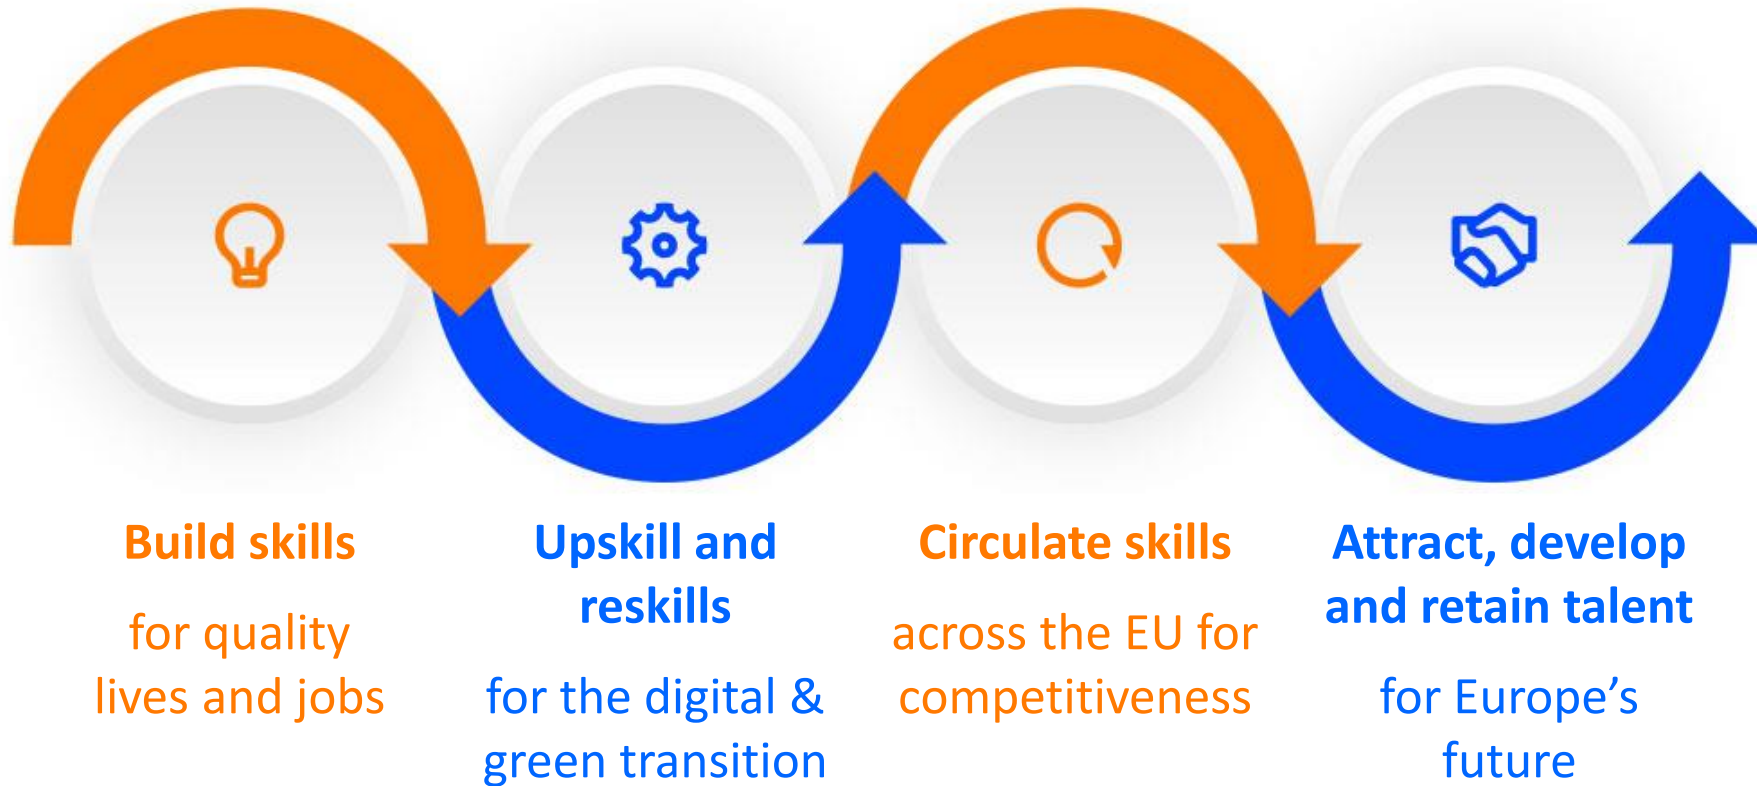 Build skills
for quality
lives and jobs
Upskill and
reskills
for the digital &
green transition
Circulate skills
across the EU for
competitiveness
Attract, develop
and retain talent
for Europe’s
future